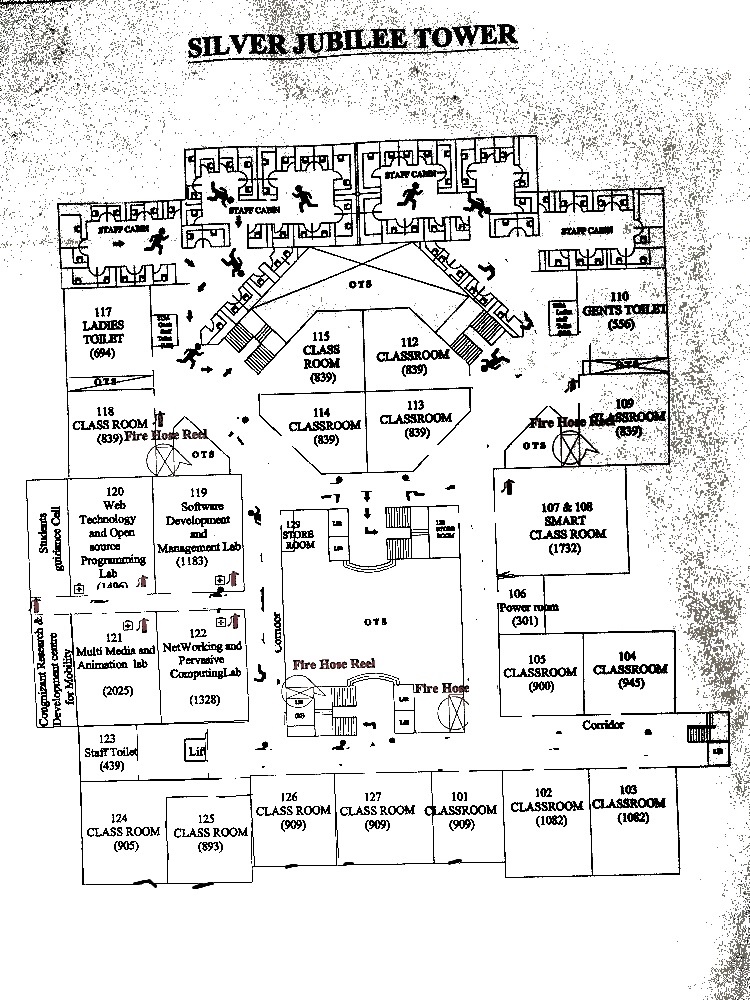 SILVER JUBILEE TOWER
STAFF CABIN
STAFF CABIN
STAFF CABIN
STAFF CABIN
OTS
117
LADIES
TOILET
(694)
110
GENTS TOILET
(556)
115
CLASS
ROOM
(839)
112
CLASSROOM
(839)
OTS
OTS
118
CLASS ROOM
(839)
Fire Hose Reel
OTS
114
CLASSROOM
(839)
113
CLASSROOM
(839)
109
CLASSROOM
(839)
Fire Hose Reel
OTS
Students
guidance Cell
120
Web
Technology
and Open
source
Programming
Lab
(1496)
119
Software
Development
and
Management Lab
(1183)
129
STORE
ROOM
Lift
Lift
128
STORE
ROOM
107 & 108
SMART
CLASS ROOM
(1732)
Cognizant Research &
Development centre
for Mobility
121
Multi Media and
Animation lab
(2025)
122
NetWorking and
Pervasive
ComputingLab
(1328)
Corridor
OTS
106
Power room
(301)
105
CLASSROOM
(900)
104
CLASSROOM
(945)
Fire Hose Reel
Fire Hose
Corridor
123
Staff Toilet
(439)
Lift
124
CLASS ROOM
(905)
125
CLASS ROOM
(893)
126
CLASS ROOM
(909)
127
CLASS ROOM
(909)
101
CLASSROOM
(909)
102
CLASSROOM
(1082)
103
CLASSROOM
(1082)